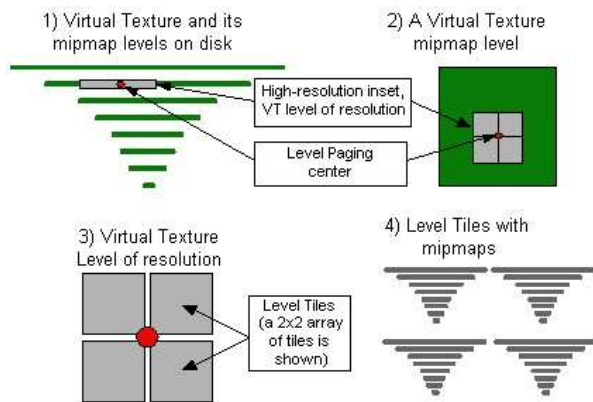 1) Virtual Texture and its
mipmap levels on disk
2) A Virtual Texture
mipmap level
High-resolution inset,
VT level of resolution
Level Paging
center
3) Virtual Texture
Level of resolution
Level Tiles
(a 2x2 array
of tiles is
shown)
4) Level Tiles with
mipmaps